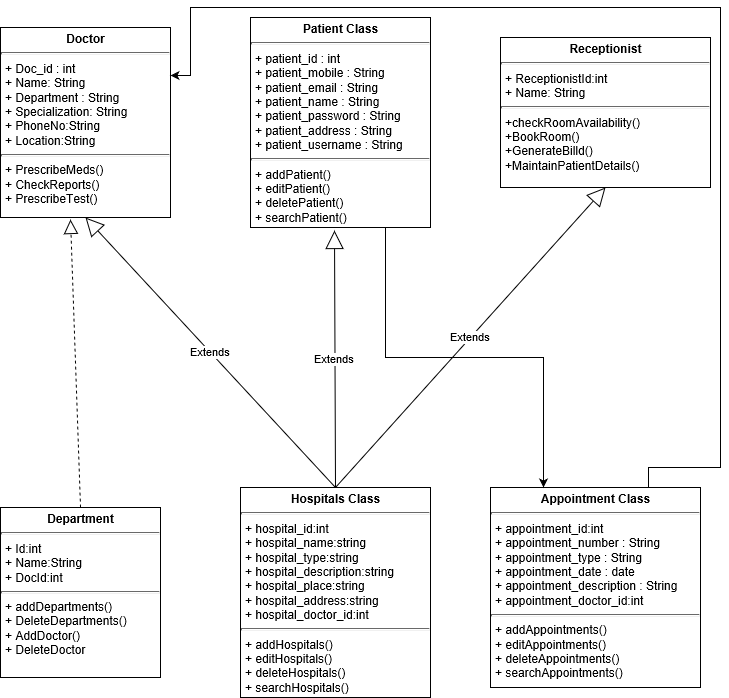 Doctor
+ Doc_id : int
+ Name: String
+ Department : String
+ Specialization: String
+ PhoneNo:String
+ Location:String
+ PrescribeMeds()
+ CheckReports()
+ PrescribeTest()
Patient Class
+ patient_id : int
+ patient_mobile : String
+ patient_email : String
+ patient_name : String
+ patient_password : String
+ patient_address : String
+ patient_username : String
+ addPatient()
+ editPatient()
+ deletePatient()
+ searchPatient()
Receptionist
+ ReceptionistId:int
+ Name: String
+checkRoomAvailability()
+BookRoom()
+GenerateBilld()
+MaintainPatientDetails()
Extends
Extends
Extends
Department
+ Id:int
+ Name:String
+ DocId:int
+ addDepartments()
+ DeleteDepartments()
+ AddDoctor()
+ DeleteDoctor
Hospitals Class
+ hospital_id:int
+ hospital_name:string
+ hospital_type:string
+ hospital_description:string
+ hospital_place:string
+ hospital_address:string
+ hospital_doctor_id:int
+ addHospitals()
+ editHospitals()
+ deleteHospitals()
+ searchHospitals()
Appointment Class
+ appointment_id:int
+ appointment_number : String
+ appointment_type : String
+ appointment_date : date
+ appointment_description : String
+ appointment_doctor_id:int
+ addAppointments()
+ editAppointments()
+ deleteAppointments()
+ searchAppointments()